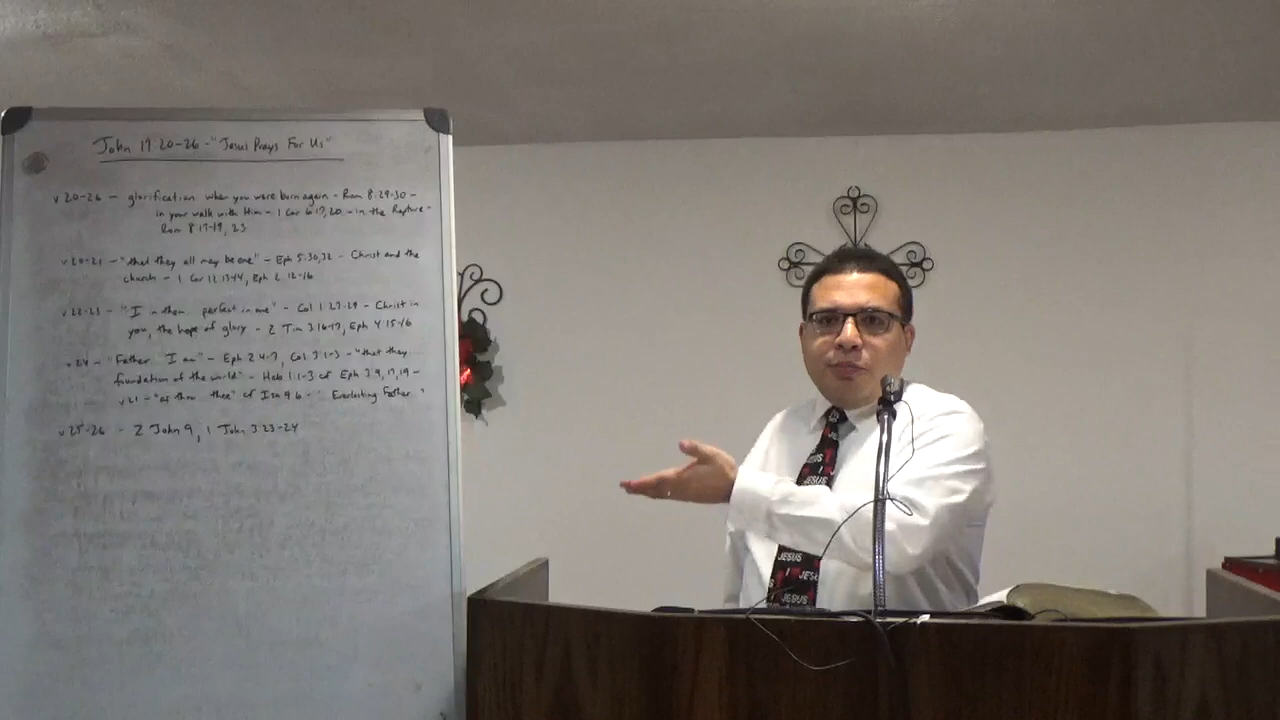 John 17:20-26 - "Jesus Prays For Us"
v 20-26 - glorification when you were born again - Rom 8:29-30 -
in your walk with Him - 1 Cor 6:17, 20 - in the Rapture -
Rom 8:17-19, 23
v 20-21 - "that they all may be one" - Eph 5:30, 32 - Christ and the
church - 1 Cor 12:13-14, Eph 2:12-16
v 22-23 - "I in them... perfect in one" - Col 1:27-29 - Christ in
you, the hope of glory - 2 Tim 3:16-17, Eph 4:15-16
v 24 - "Father... I am" - Eph 2:4-7, Col 3:1-3 - "that they...
foundation of the world" - Heb 1:1-3 cf Eph 3:9, 17, 19 -
v 21 - "as thou... thee" cf Isa 9:6 - "Everlasting Father"
v 25-26 - 2 John 9, 1 John 3:23-24
JESUS
JESUS
JESUS
JESUS